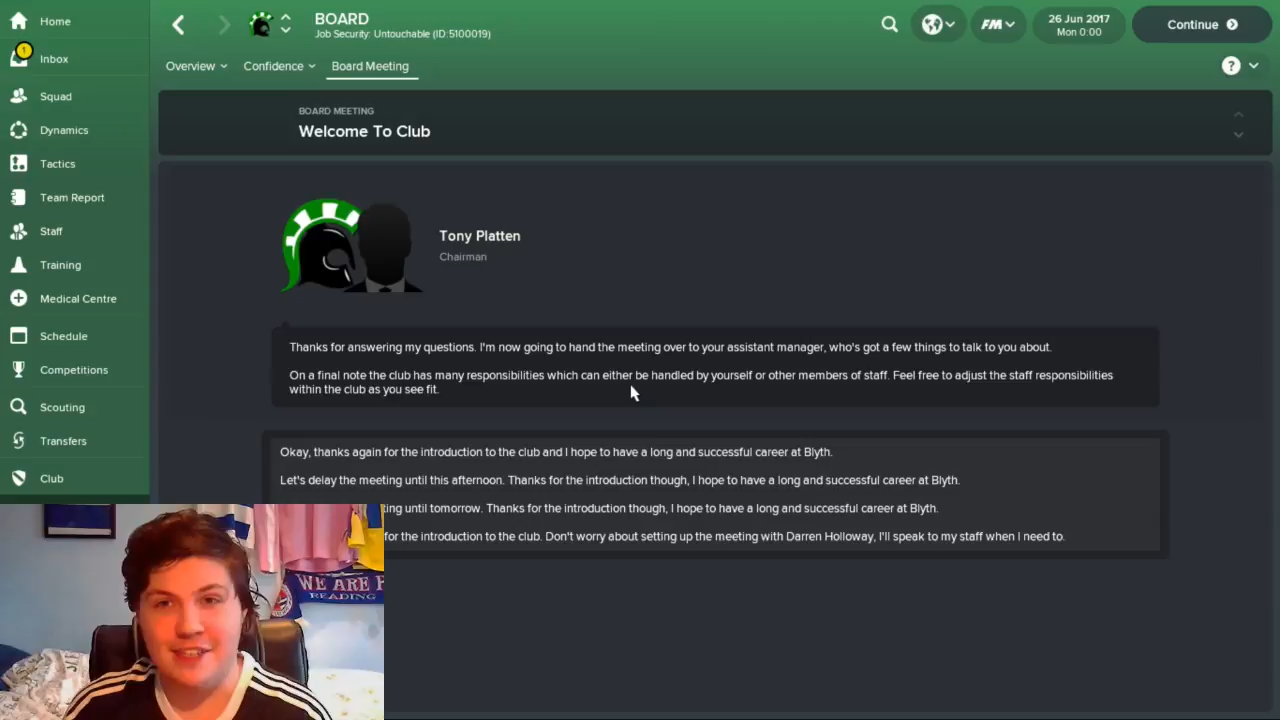 Home
Inbox
1
Squad
Dynamics
Tactics
Team Report
Staff
Training
Medical Centre
Schedule
Competitions
Scouting
Transfers
Club
BOARD
Job Security: Untouchable (ID:5100019)
FM
26 Jun 2017
Mon 0:00
Continue
Overview
Confidence
Board Meeting
?
BOARD MEETING
Welcome To Club
Tony Platten
Chairman
Thanks for answering my questions. I'm now going to hand the meeting over to your assistant manager, who's got a few things to talk to you about.
On a final note the club has many responsibilities which can either be handled by yourself or other members of staff. Feel free to adjust the staff responsibilities
within the club as you see fit.
Okay, thanks again for the introduction to the club and I hope to have a long and successful career at Blyth.
Let's delay the meeting until this afternoon. Thanks for the introduction though, I hope to have a long and successful career at Blyth.
until tomorrow. Thanks for the introduction though, I hope to have a long and successful career at Blyth.
for the introduction to the club. Don't worry about setting up the meeting with Darren Holloway, I'll speak to my staff when I need to.
WE ARE
READING